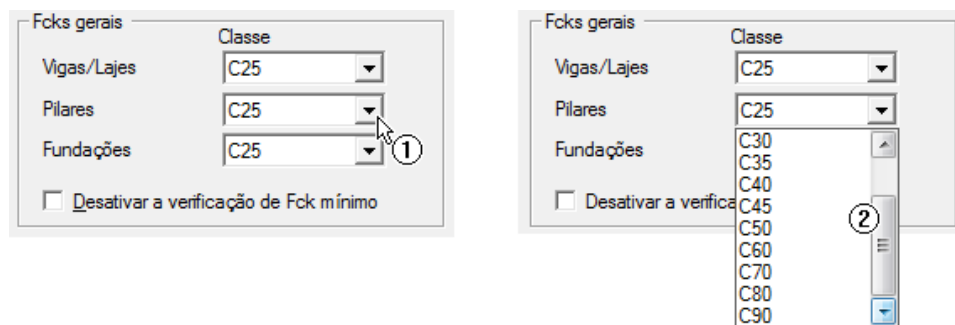 Fcks gerais
Classe
Vigas/Lajes C25
Pilares C25
①
Fundações C25
Desativar a verificação de Fck mínimo
Fcks gerais
Classe
Vigas/Lajes C25
Pilares C25
Fundações
Desativar a verifica
C30
C35
C40
C45
②
C50
C60
C70
C80
C90